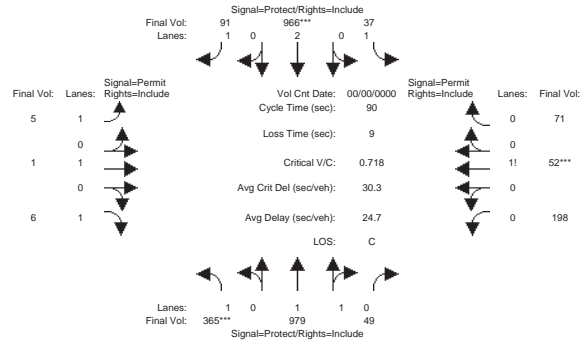 Signal=Protect/Rights=Include
Final Vol: 91 966*** 37
Lanes: 1 0 2 0 1
Signal=Permit
Final Vol: Lanes: Rights=Include
Vol Cnt Date: 00/00/0000
Signal=Permit
Rights=Include Lanes: Final Vol:
Cycle Time (sec): 90
5 1 0 71
Loss Time (sec): 9
0 0
1 1 Critical V/C: 0.718 1! 52***
0 Avg Crit Del (sec/veh): 30.3 0
6 1 Avg Delay (sec/veh): 24.7 0 198
LOS: C
Lanes: 1 0 1 1 0
Final Vol: 365*** 979 49
Signal=Protect/Rights=Include